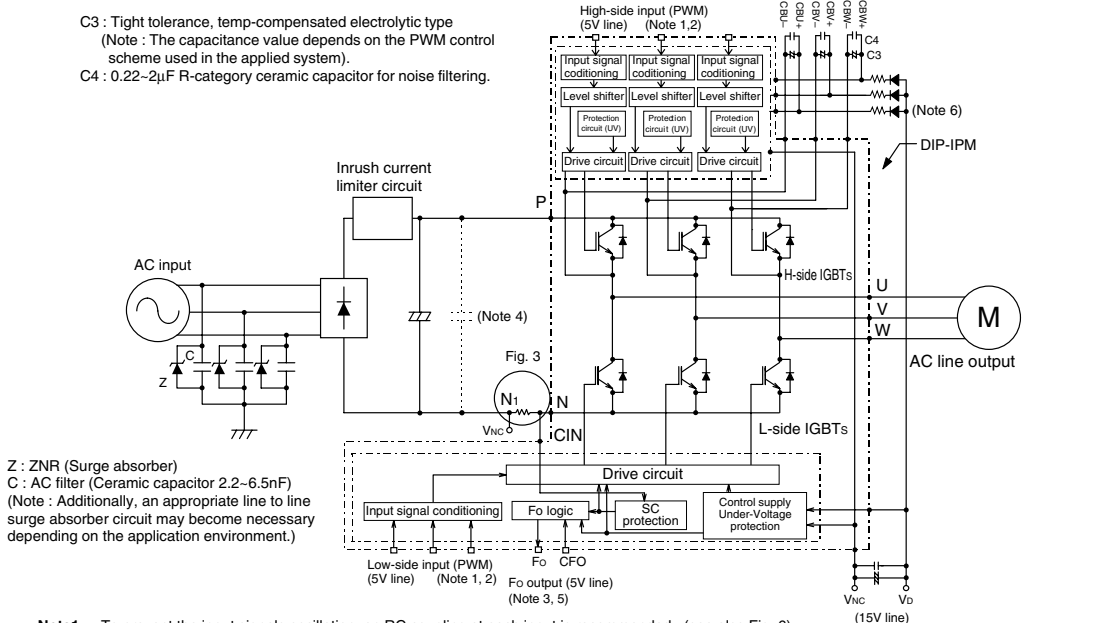 C3 : Tight tolerance, temp-compensated electrolytic type
(Note : The capacitance value depends on the PWM control
scheme used in the applied system).
C4 : 0.22~2μF R-category ceramic capacitor for noise filtering.
High-side input (PWM)
(5V line) (Note 1,2)
CBU–
CBU+
CBV–
CBV+
CBW–
CBW+
C4
C3
Input signal
coditioning
Input signal
coditioning
Input signal
coditioning
Level shifter
Level shifter
Level shifter
Protection
circuit (UV)
Protection
circuit (UV)
Protection
circuit (UV)
Drive circuit
Drive circuit
Drive circuit
(Note 6)
DIP-IPM
Inrush current
limiter circuit
P
AC input
H-side IGBTS
U
V
W
M
AC line output
(Note 4)
C
Z
Fig. 3
N1
N
VNC
CIN
L-side IGBTS
Z : ZNR (Surge absorber)
C : AC filter (Ceramic capacitor 2.2~6.5nF)
(Note : Additionally, an appropriate line to line
surge absorber circuit may become necessary
depending on the application environment.)
Drive circuit
Input signal conditioning
Fo logic
SC
protection
Control supply
Under-Voltage
protection
Low-side input (PWM)
(5V line) (Note 1, 2)
FO
CFO
FO output (5V line)
(Note 3, 5)
VNC
VD
(15V line)